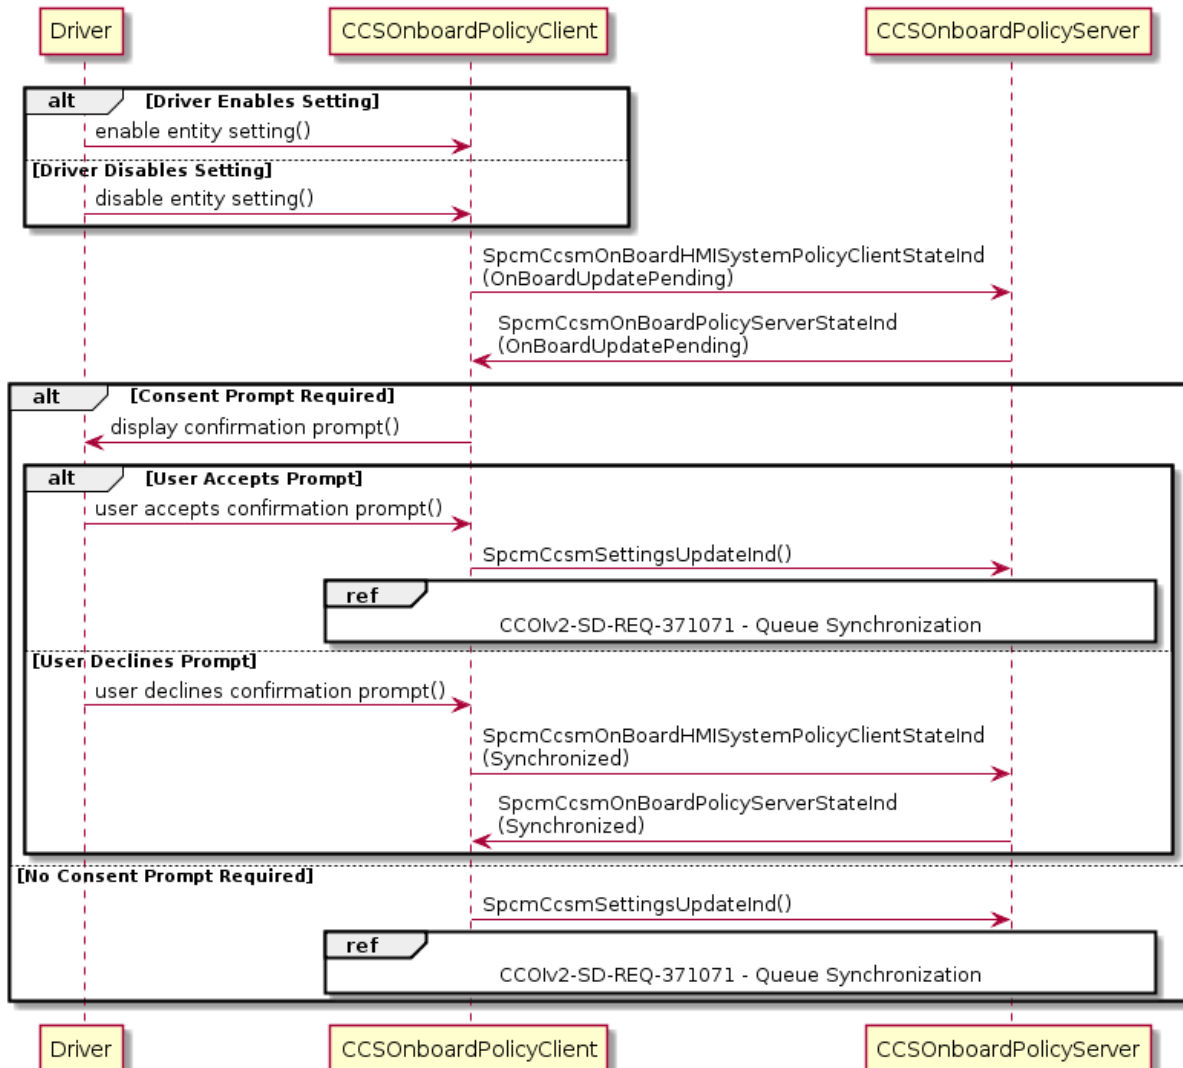 Driver
CCSOnboardPolicyClient
CCSOnboardPolicyServer
alt
[Driver Enables Setting]
enable entity setting()
[Driver Disables Setting]
disable entity setting()
SpcmCcsmOnBoardHMISystemPolicyClientStateInd
(OnBoardUpdatePending)
SpcmCcsmOnBoardPolicyServerStateInd
(OnBoardUpdatePending)
alt
[Consent Prompt Required]
display confirmation prompt()
alt
[User Accepts Prompt]
user accepts confirmation prompt()
SpcmCcsmSettingsUpdateInd()
ref
CCOIv2-SD-REQ-371071 - Queue Synchronization
[User Declines Prompt]
user declines confirmation prompt()
SpcmCcsmOnBoardHMISystemPolicyClientStateInd
(Synchronized)
SpcmCcsmOnBoardPolicyServerStateInd
(Synchronized)
[No Consent Prompt Required]
SpcmCcsmSettingsUpdateInd()
ref
CCOIv2-SD-REQ-371071 - Queue Synchronization
Driver
CCSOnboardPolicyClient
CCSOnboardPolicyServer